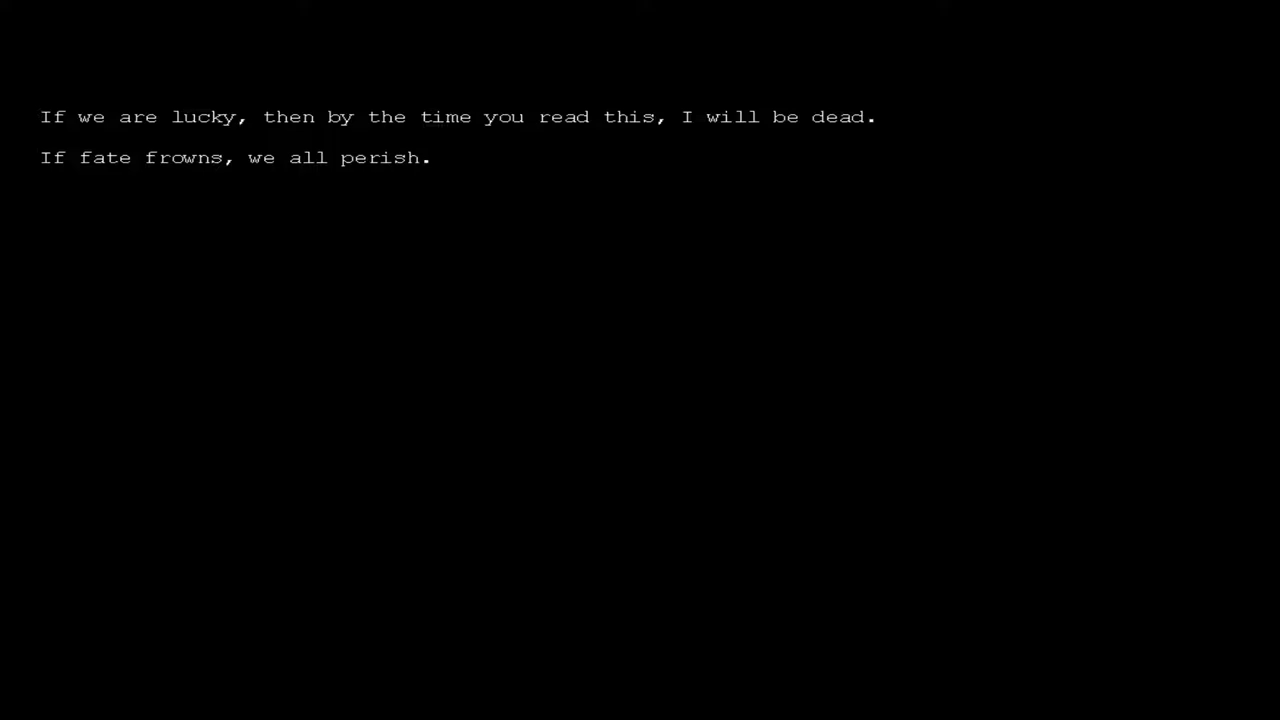 If we are lucky, then by the time you read this, I will be dead.
If fate frowns, we all perish.